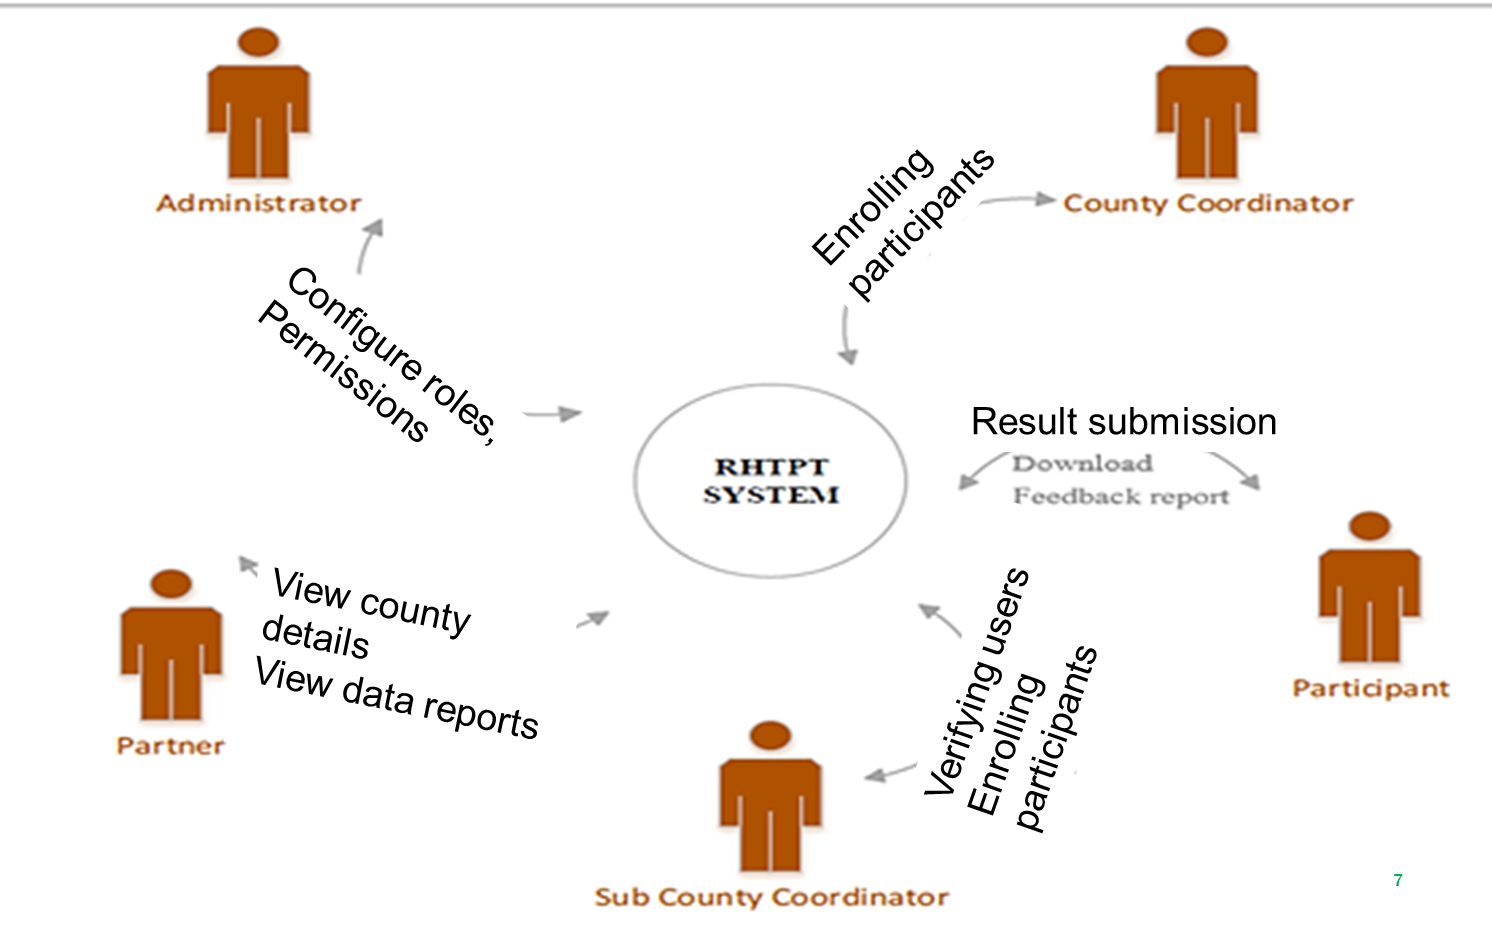 Administrator
County Coordinator
Enrolling
participants
Configure roles,
Permissions
RHTPT
SYSTEM
Result submission
Download
Feedback report
Participant
View county
details
View data reports
Partner
Verifying users
Enrolling
participants
Sub County Coordinator
7